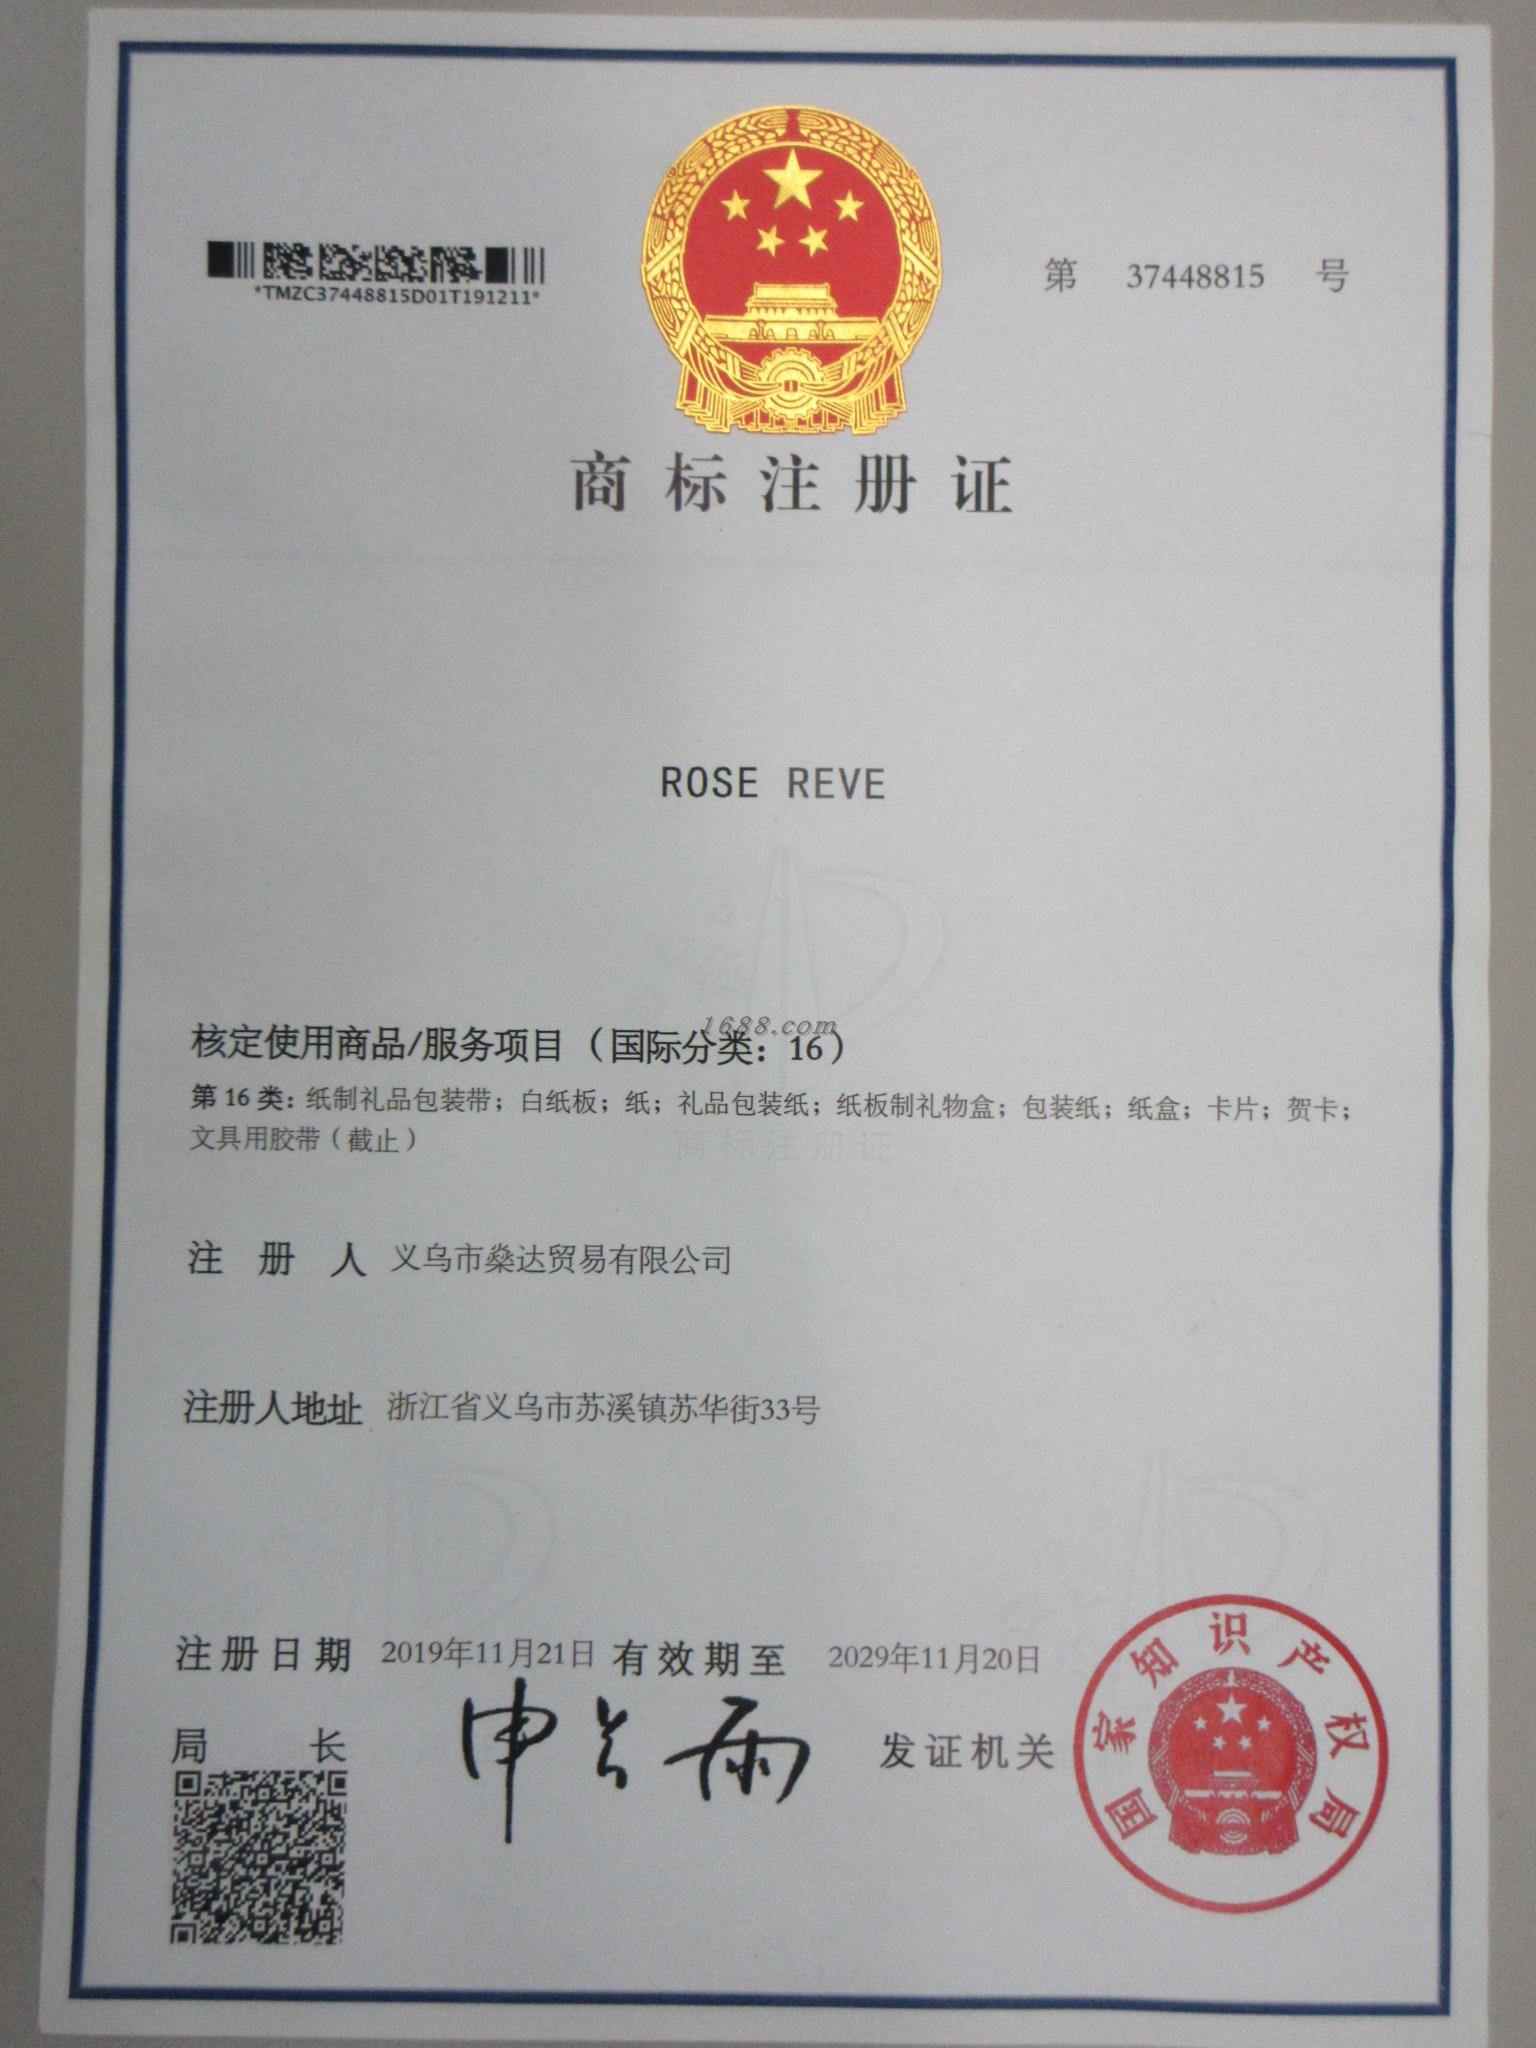 *TMZC37448815D01T191211*
第 37448815 号
商标注册证
ROSE REVE
1688.com
核定使用商品/服务项目（国际分类：16）
第 16 类：纸制礼品包装带；白纸板；纸；礼品包装纸；纸板制礼物盒；包装纸；纸盒；卡片；贺卡；
文具用胶带（截止）
商标注册证
注册人 义乌市燊达贸易有限公司
注册人地址 浙江省义乌市苏溪镇苏华街33号
注册日期 2019年11月21日 有效期至 2029年11月20日
局长 申长雨 发证机关
国家知识产权局